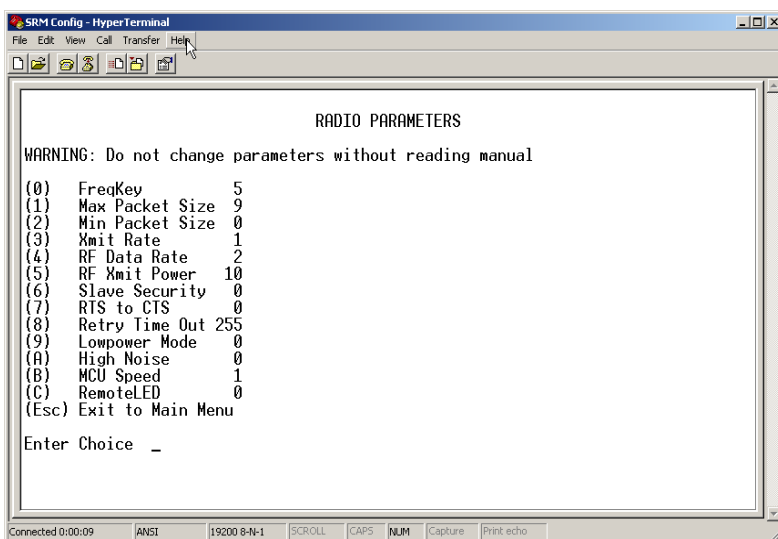 SRM Config - HyperTerminal
File Edit View Call Transfer Help
RADIO PARAMETERS
WARNING: Do not change parameters without reading manual
(0) FreqKey 5
(1) Max Packet Size 9
(2) Min Packet Size 0
(3) Xmit Rate 1
(4) RF Data Rate 2
(5) RF Xmit Power 10
(6) Slave Security 0
(7) RTS to CTS 0
(8) Retry Time Out 255
(9) Lowpower Mode 0
(A) High Noise 0
(B) MCU Speed 1
(C) RemoteLED 0
(Esc) Exit to Main Menu
Enter Choice _
Connected 0:00:09 ANSI 19200 8-N-1 SCROLL CAPS NUM Capture Print echo